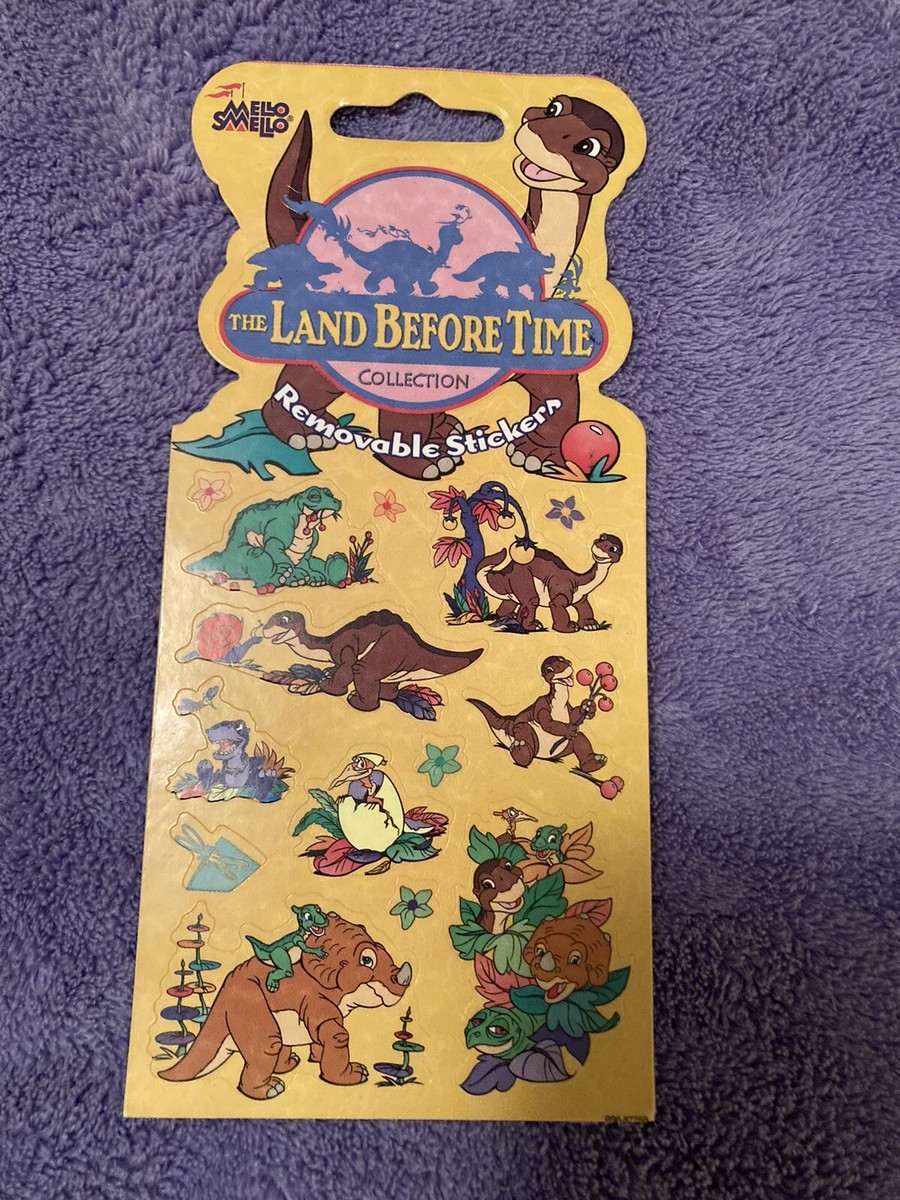 MELLO
SMELLO®
THE LAND BEFORE TIME
COLLECTION
Removable Stickers